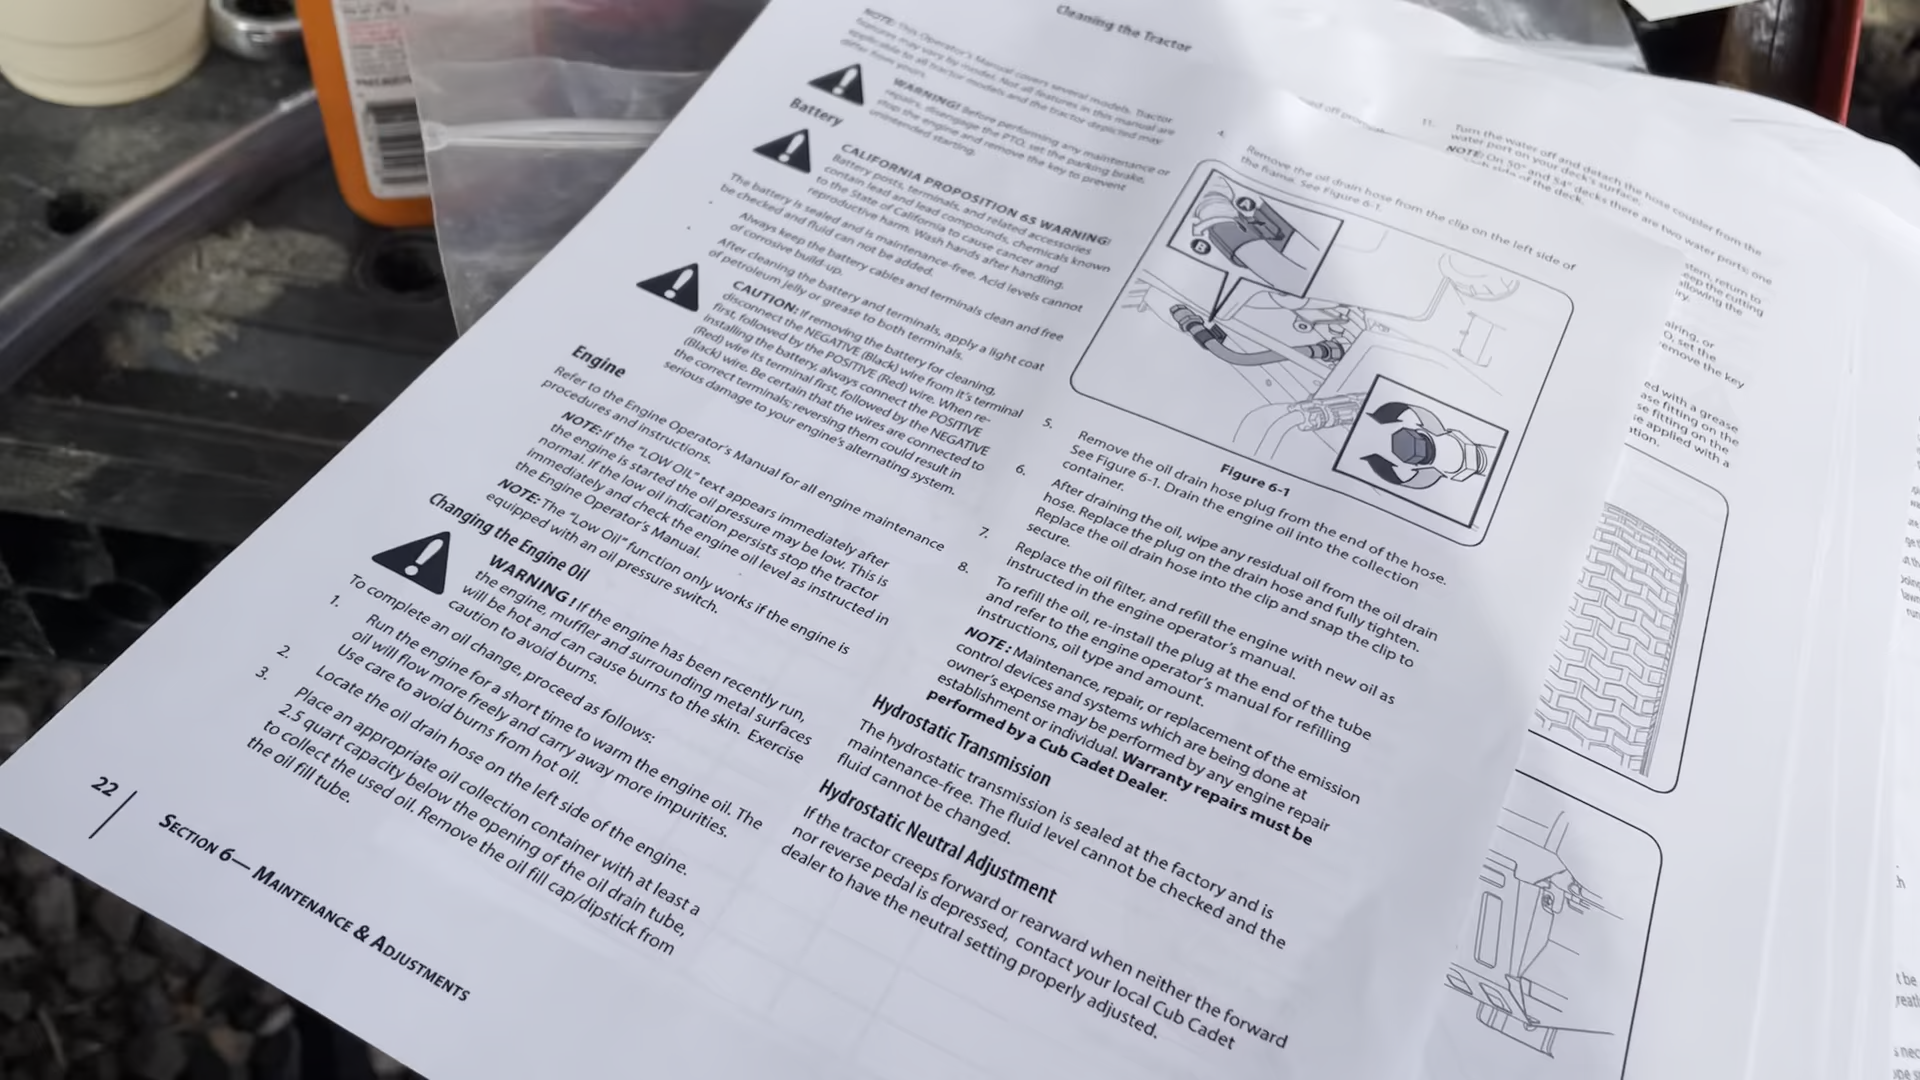 PRECAUTION
Cleaning the Tractor
NOTE: This Operator's Manual covers several models. Tractor
features may vary by model. Not all features in this manual are
applicable to all tractor models and the tractor depicted may
differ from yours.
WARNING! Before performing any maintenance or
repairs, disengage the PTO, set the parking brake,
stop the engine and remove the key to prevent
unintended starting.
Battery
CALIFORNIA PROPOSITION 65 WARNING!
Battery posts, terminals, and related accessories
contain lead and lead compounds, chemicals known
to the State of California to cause cancer and
reproductive harm. Wash hands after handling.
The battery is sealed and is maintenance-free. Acid levels cannot
be checked and fluid can not be added.
Always keep the battery cables and terminals clean and free
of corrosive build-up.
After cleaning the battery and terminals, apply a light coat
of petroleum jelly or grease to both terminals.
CAUTION: If removing the battery for cleaning,
disconnect the NEGATIVE (Black) wire from it's terminal
first, followed by the POSITIVE (Red) wire. When re-
installing the battery, always connect the POSITIVE
(Red) wire its terminal first, followed by the NEGATIVE
(Black) wire. Be certain that the wires are connected to
the correct terminals; reversing them could result in
serious damage to your engine's alternating system.
Engine
Refer to the Engine Operator's Manual for all engine maintenance
procedures and instructions.
NOTE: If the "LOW OIL" text appears immediately after
the engine is started the oil pressure may be low. This is
normal. If the low oil indication persists stop the tractor
immediately and check the engine oil level as instructed in
the Engine Operator's Manual.
NOTE: The "Low Oil" function only works if the engine is
equipped with an oil pressure switch.
Changing the Engine Oil
WARNING! If the engine has been recently run,
the engine, muffler and surrounding metal surfaces
will be hot and can cause burns to the skin. Exercise
caution to avoid burns.
To complete an oil change, proceed as follows:
1. Run the engine for a short time to warm the engine oil. The
oil will flow more freely and carry away more impurities.
Use care to avoid burns from hot oil.
2. Locate the oil drain hose on the left side of the engine.
3. Place an appropriate oil collection container with at least a
2.5 quart capacity below the opening of the oil drain tube,
to collect the used oil. Remove the oil fill cap/dipstick from
the oil fill tube.
22
SECTION 6— MAINTENANCE & ADJUSTMENTS
4. Remove the oil drain hose from the clip on the left side of
the frame. See Figure 6-1.
A
B
Figure 6-1
5. Remove the oil drain hose plug from the end of the hose.
See Figure 6-1. Drain the engine oil into the collection
container.
6. After draining the oil, wipe any residual oil from the oil drain
hose. Replace the plug on the drain hose and fully tighten.
Replace the oil drain hose into the clip and snap the clip to
secure.
7. Replace the oil filter, and refill the engine with new oil as
instructed in the engine operator's manual.
8. To refill the oil, re-install the plug at the end of the tube
and refer to the engine operator's manual for refilling
instructions, oil type and amount.
NOTE: Maintenance, repair, or replacement of the emission
control devices and systems which are being done at
owner's expense may be performed by any engine repair
establishment or individual. Warranty repairs must be
performed by a Cub Cadet Dealer.
Hydrostatic Transmission
The hydrostatic transmission is sealed at the factory and is
maintenance-free. The fluid level cannot be checked and the
fluid cannot be changed.
Hydrostatic Neutral Adjustment
If the tractor creeps forward or rearward when neither the forward
nor reverse pedal is depressed, contact your local Cub Cadet
dealer to have the neutral setting properly adjusted.
11. Turn the water off and detach the hose coupler from the
water port on your deck's surface.
NOTE: On 50" and 54" decks there are two water ports; one
side of the deck.
return to
the cutting
allowing the
or
set the
remove the key
with a grease
fitting on the
fitting on the
applied with a